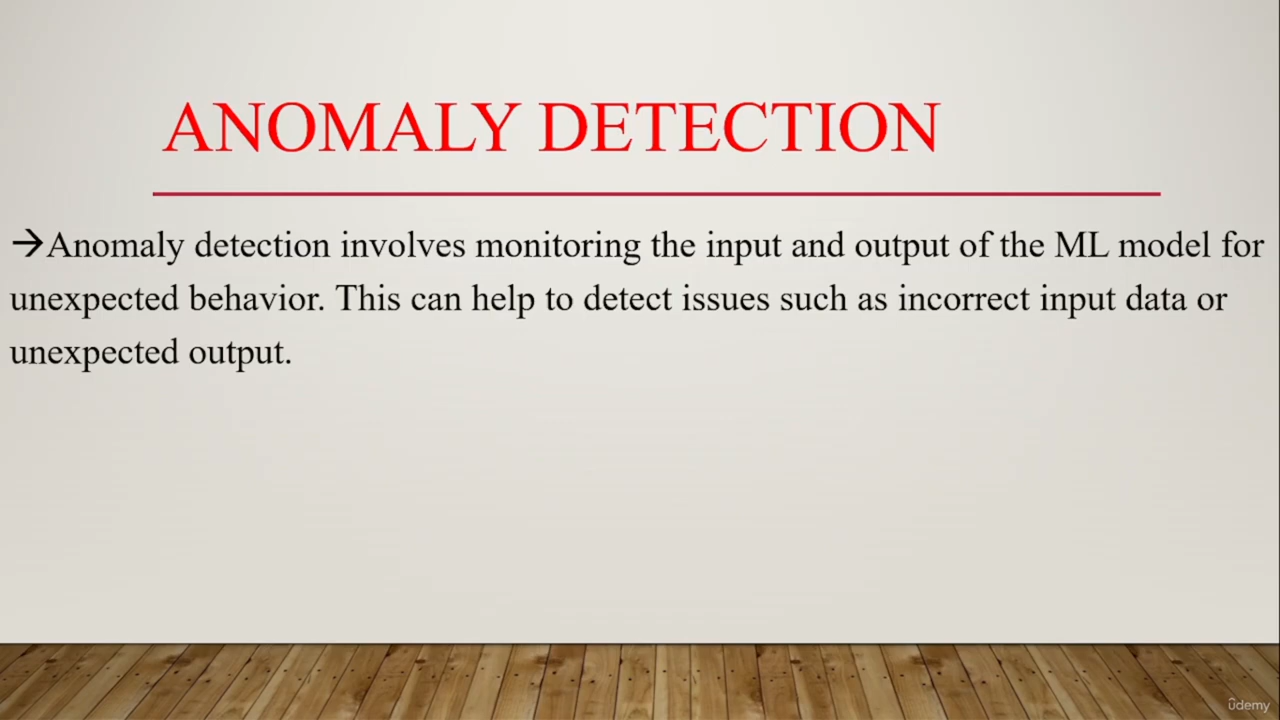 ANOMALY DETECTION
→Anomaly detection involves monitoring the input and output of the ML model for
unexpected behavior. This can help to detect issues such as incorrect input data or
unexpected output.
ûdemy